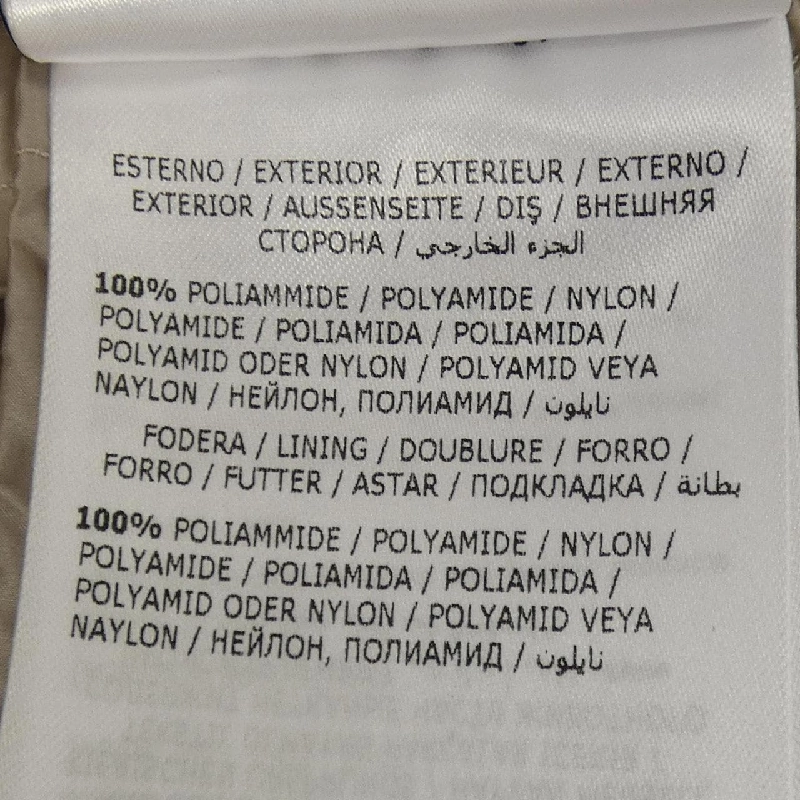 ESTERNO / EXTERIOR / EXTERIEUR / EXTERNO /
EXTERIOR / AUSSENSEITE / DIŞ / ВНЕШНЯЯ
СТОРОНА / الجزء الخارجي
100% POLIAMMIDE / POLYAMIDE / NYLON /
POLYAMIDE / POLIAMIDA / POLIAMIDA /
POLYAMID ODER NYLON / POLYAMID VEYA
NAYLON / НЕЙЛОН, ПОЛИАМИД / نايلون
FODERA / LINING / DOUBLURE / FORRO /
FORRO / FUTTER / ASTAR / ПОДКЛАДКА / بطانة
100% POLIAMMIDE / POLYAMIDE / NYLON /
POLYAMIDE / POLIAMIDA / POLIAMIDA /
POLYAMID ODER NYLON / POLYAMID VEYA
NAYLON / НЕЙЛОН, ПОЛИАМИД / نايلون